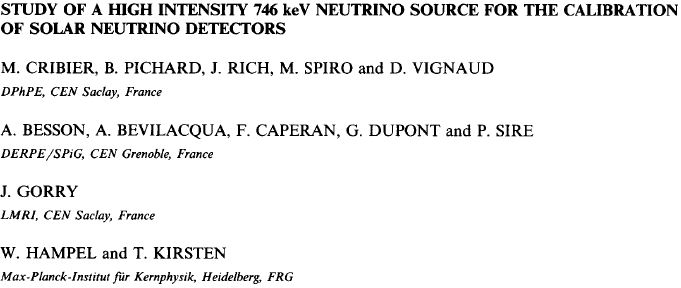 STUDY OF A HIGH INTENSITY 746 keV NEUTRINO SOURCE FOR THE CALIBRATION
OF SOLAR NEUTRINO DETECTORS
M. CRIBIER, B. PICHARD, J. RICH, M. SPIRO and D. VIGNAUD
DPhPE, CEN Saclay, France
A. BESSON, A. BEVILACQUA, F. CAPERAN, G. DUPONT and P. SIRE
DERPE/SPiG, CEN Grenoble, France
J. GORRY
LMRI, CEN Saclay, France
W. HAMPEL and T. KIRSTEN
Max-Planck-Institut für Kernphysik, Heidelberg, FRG